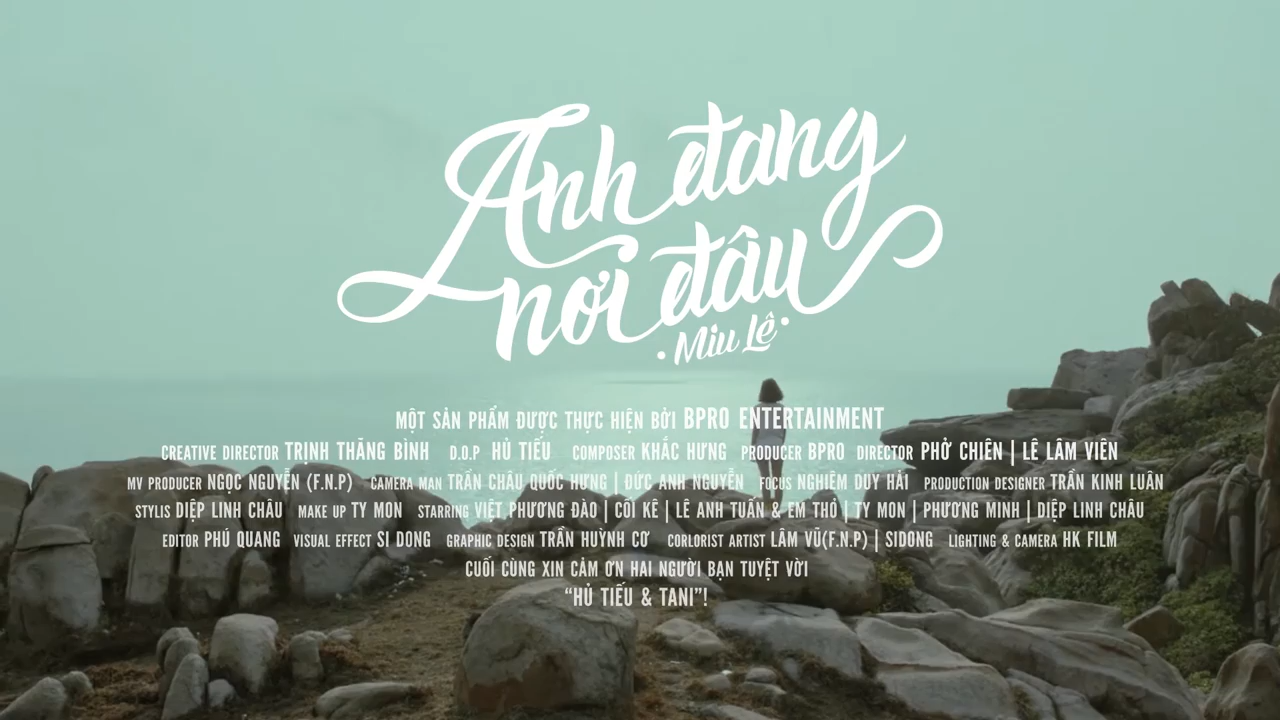 Anh đang
nơi đâu
• Miu Lê •
MỘT SẢN PHẨM ĐƯỢC THỰC HIỆN BỞI BPRO ENTERTAINMENT
CREATIVE DIRECTOR TRỊNH THĂNG BÌNH D.O.P HỦ TIẾU COMPOSER KHẮC HƯNG PRODUCER BPRO DIRECTOR PHỞ CHIÊN | LÊ LÂM VIÊN
MV PRODUCER NGỌC NGUYỄN (F.N.P) CAMERA MAN TRẦN CHÂU QUỐC HƯNG | ĐỨC ANH NGUYỄN FOCUS NGHIÊM DUY HẢI PRODUCTION DESIGNER TRẦN KINH LUÂN
STYLIS DIỆP LINH CHÂU MAKE UP TY MON STARRING VIỆT PHƯƠNG ĐÀO | CÔI KÊ | LÊ ANH TUẤN & EM THỎ | TY MON | PHƯƠNG MINH | DIỆP LINH CHÂU
EDITOR PHÚ QUANG VISUAL EFFECT SI DONG GRAPHIC DESIGN TRẦN HUỲNH CƠ CORLORIST ARTIST LÂM VŨ(F.N.P) | SIDONG LIGHTING & CAMERA HK FILM
CUỐI CÙNG XIN CẢM ƠN HAI NGƯỜI BẠN TUYỆT VỜI
“HỦ TIẾU & TANI”!